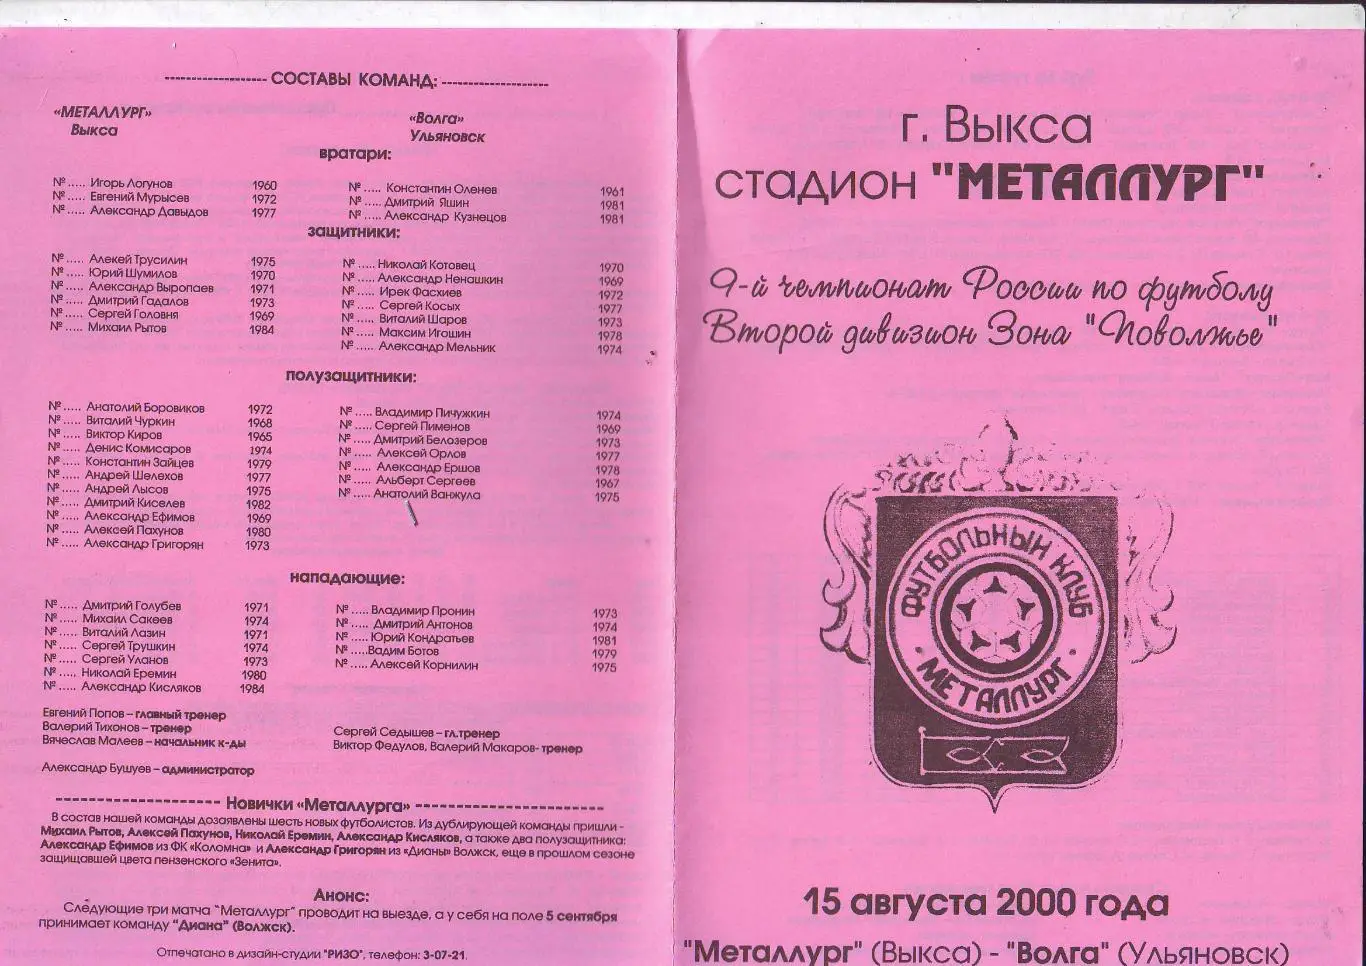 ---------------------- СОСТАВЫ КОМАНД: ----------------------
«МЕТАЛЛУРГ»
Выкса
«Волга»
Ульяновск
вратари:
№ ..... Игорь Логунов 1960
№ ..... Евгений Мурысев 1972
№ ..... Александр Давыдов 1977
№ .... Константин Оленев 1961
№ .... Дмитрий Яшин 1981
№ .... Александр Кузнецов 1981
защитники:
№ ..... Алекей Трусилин 1975
№ ..... Юрий Шумилов 1970
№ ..... Александр Выропаев 1971
№ ..... Дмитрий Гадалов 1973
№ ..... Сергей Головня 1969
№ ..... Михаил Рытов 1984
№ .... Николай Котовец 1970
№ ..... Александр Ненашкин 1969
№ ..... Ирек Фасхиев 1972
№ .... Сергей Косых 1977
№ ..... Виталий Шаров 1973
№ ..... Максим Игошин 1978
№ ..... Александр Мельник 1974
полузащитники:
№ ..... Анатолий Боровиков 1972
№ ..... Виталий Чуркин 1968
№ ..... Виктор Киров 1965
№ ..... Денис Комисаров 1974
№ ..... Константин Зайцев 1979
№ ..... Андрей Шелехов 1977
№ ..... Андрей Лысов 1975
№ ..... Дмитрий Киселев 1982
№ ..... Александр Ефимов 1969
№ ..... Алексей Пахунов 1980
№ ..... Александр Григорян 1973
№ ..... Владимир Пичужкин 1974
№ ..... Сергей Пименов 1969
№ ..... Дмитрий Белозеров 1973
№ ..... Алексей Орлов 1977
№ ..... Александр Ершов 1978
№ ..... Альберт Сергеев 1967
№ ..... Анатолий Ванжула 1975
нападающие:
№ ..... Дмитрий Голубев 1971
№ ..... Михаил Сакеев 1974
№ ..... Виталий Лазин 1971
№ ..... Сергей Трушкин 1974
№ ..... Сергей Уланов 1973
№ ..... Николай Еремин 1980
№ ..... Александр Кисляков 1984
№ ..... Владимир Пронин 1973
№ ..... Дмитрий Антонов 1974
№ ..... Юрий Кондратьев 1981
№ .....Вадим Ботов 1979
№ ..... Алексей Корнилин 1975
Евгений Попов – главный тренер
Валерий Тихонов – тренер
Вячеслав Малеев – начальник к-ды
Александр Бушуев – администратор
Сергей Седышев – гл.тренер
Виктор Федулов, Валерий Макаров- тренер
---------------------- Новички «Металлурга» ----------------------
В состав нашей команды дозаявлены шесть новых футболистов. Из дублирующей команды пришли –
Михаил Рытов, Алексей Пахунов, Николай Еремин, Александр Кисляков, а также два полузащитника:
Александр Ефимов из ФК «Коломна» и Александр Григорян из «Дианы» Волжск, еще в прошлом сезоне
защищавшей цвета пензенского «Зенита».
Анонс:
Следующие три матча "Металлург" проводит на выезде, а у себя на поле 5 сентября
принимает команду "Диана" (Волжск).
Отпечатано в дизайн-студии "РИЗО", телефон: 3-07-21.
г. Выкса
стадион "МЕТАЛЛУРГ"
9-й чемпионат России по футболу
Второй дивизион Зона "Поволжье"
ФУТБОЛЬНЫЙ КЛУБ
· МЕТАЛЛУРГ ·
15 августа 2000 года
"Металлург" (Выкса) - "Волга" (Ульяновск)